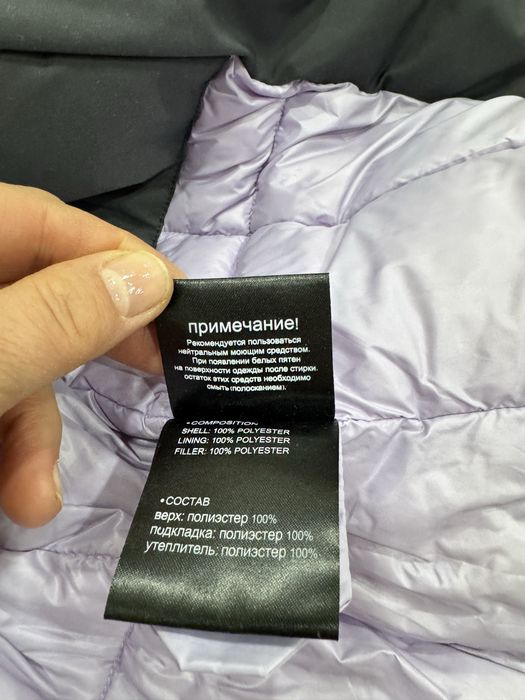 примечание!
Рекомендуется пользоваться
нейтральным моющим средством.
При появлении белых пятен
на поверхности одежды после стирки.
остаток этих средств необходимо
смыть (полосканием).
•COMPOSITION
SHELL: 100% POLYESTER
LINING: 100% POLYESTER
FILLER: 100% POLYESTER
•СОСТАВ
верх: полиэстер 100%
подкладка: полиэстер 100%
утеплитель: полиэстер 100%